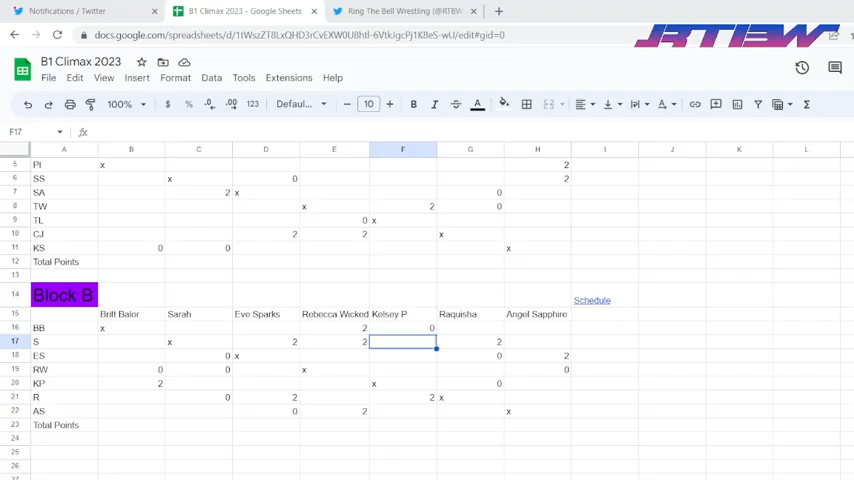 Notifications / Twitter
B1 Climax 2023 - Google Sheets
Ring The Bell Wrestling (@RTBW
docs.google.com/spreadsheets/d/1tWszZT8LxQHD3rCvEXW0U8htl-6VtkJgcPj1K8eS-wU/edit#gid=0
RTBW
B1 Climax 2023
File Edit View Insert Format Data Tools Extensions Help
100% $ % .0 .00 123 Defaul... − 10 + B I A Σ
F17 fx
A B C D E F G H I J K L
5 PI x 2
6 SS x 0 2
7 SA 2 x 0
8 TW x 2 0
9 TL 0 x
10 CJ 2 2 x
11 KS 0 0 x
12 Total Points
13
14 Block B Schedule
15 Britt Balor Sarah Eve Sparks Rebecca Wicked Kelsey P Raquisha Angel Sapphire
16 BB x 2 0
17 S x 2 2 2
18 ES 0 x 0 2
19 RW 0 0 x 0
20 KP 2 x 0
21 R 0 2 2 x
22 AS 0 2 x
23 Total Points
24
25
26
27